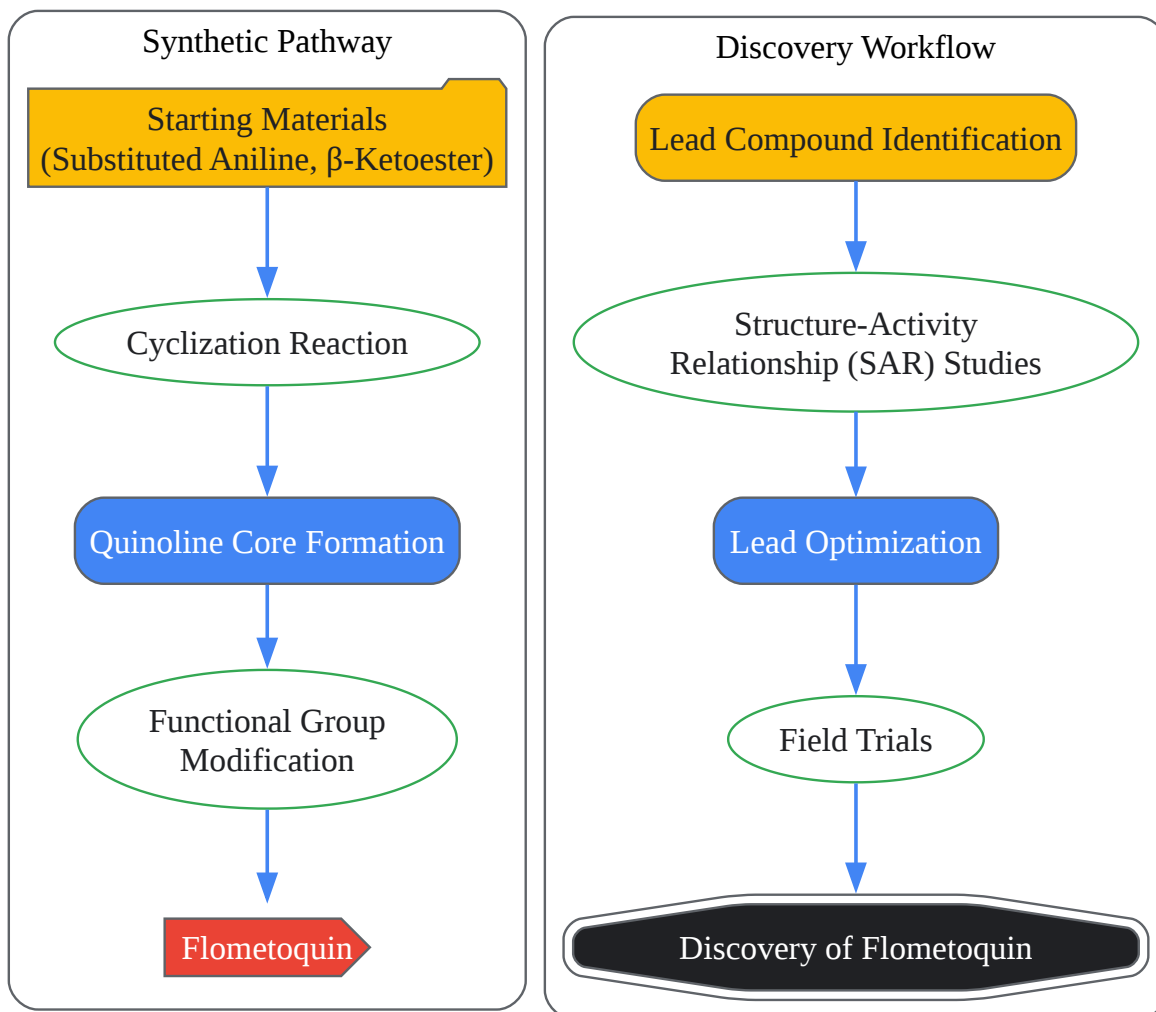 Synthetic Pathway
Starting Materials
(Substituted Aniline, β-Ketoester)
Cyclization Reaction
Quinoline Core Formation
Functional Group
Modification
Flometoquin
Discovery Workflow
Lead Compound Identification
Structure-Activity
Relationship (SAR) Studies
Lead Optimization
Field Trials
Discovery of Flometoquin